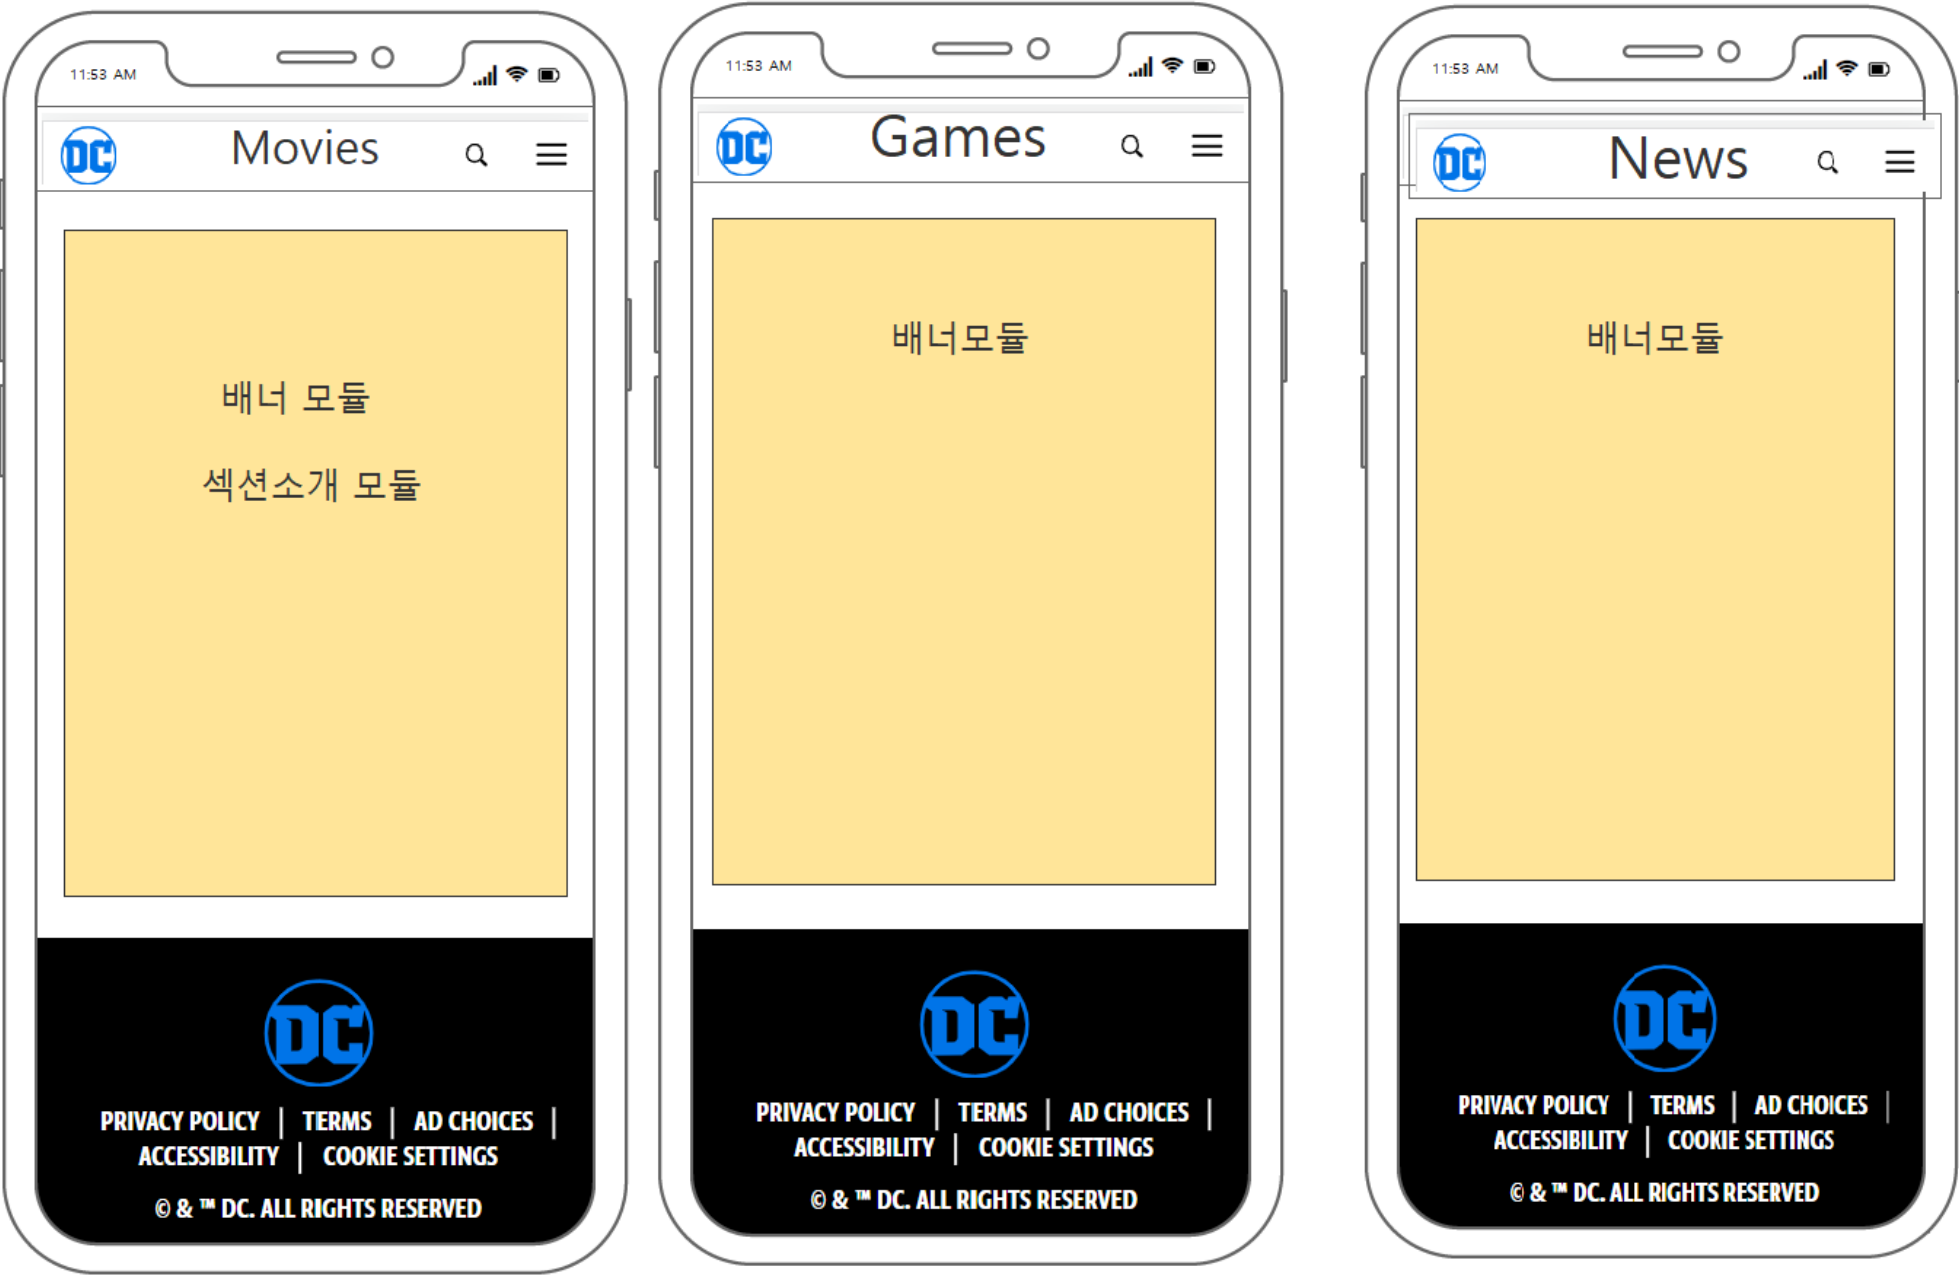 11:53 AM
DC
Movies
배너 모듈
섹션소개 모듈
DC
PRIVACY POLICY | TERMS | AD CHOICES |
ACCESSIBILITY | COOKIE SETTINGS
© & ™ DC. ALL RIGHTS RESERVED
11:53 AM
DC
Games
배너모듈
DC
PRIVACY POLICY | TERMS | AD CHOICES |
ACCESSIBILITY | COOKIE SETTINGS
© & ™ DC. ALL RIGHTS RESERVED
11:53 AM
DC
News
배너모듈
DC
PRIVACY POLICY | TERMS | AD CHOICES |
ACCESSIBILITY | COOKIE SETTINGS
© & ™ DC. ALL RIGHTS RESERVED